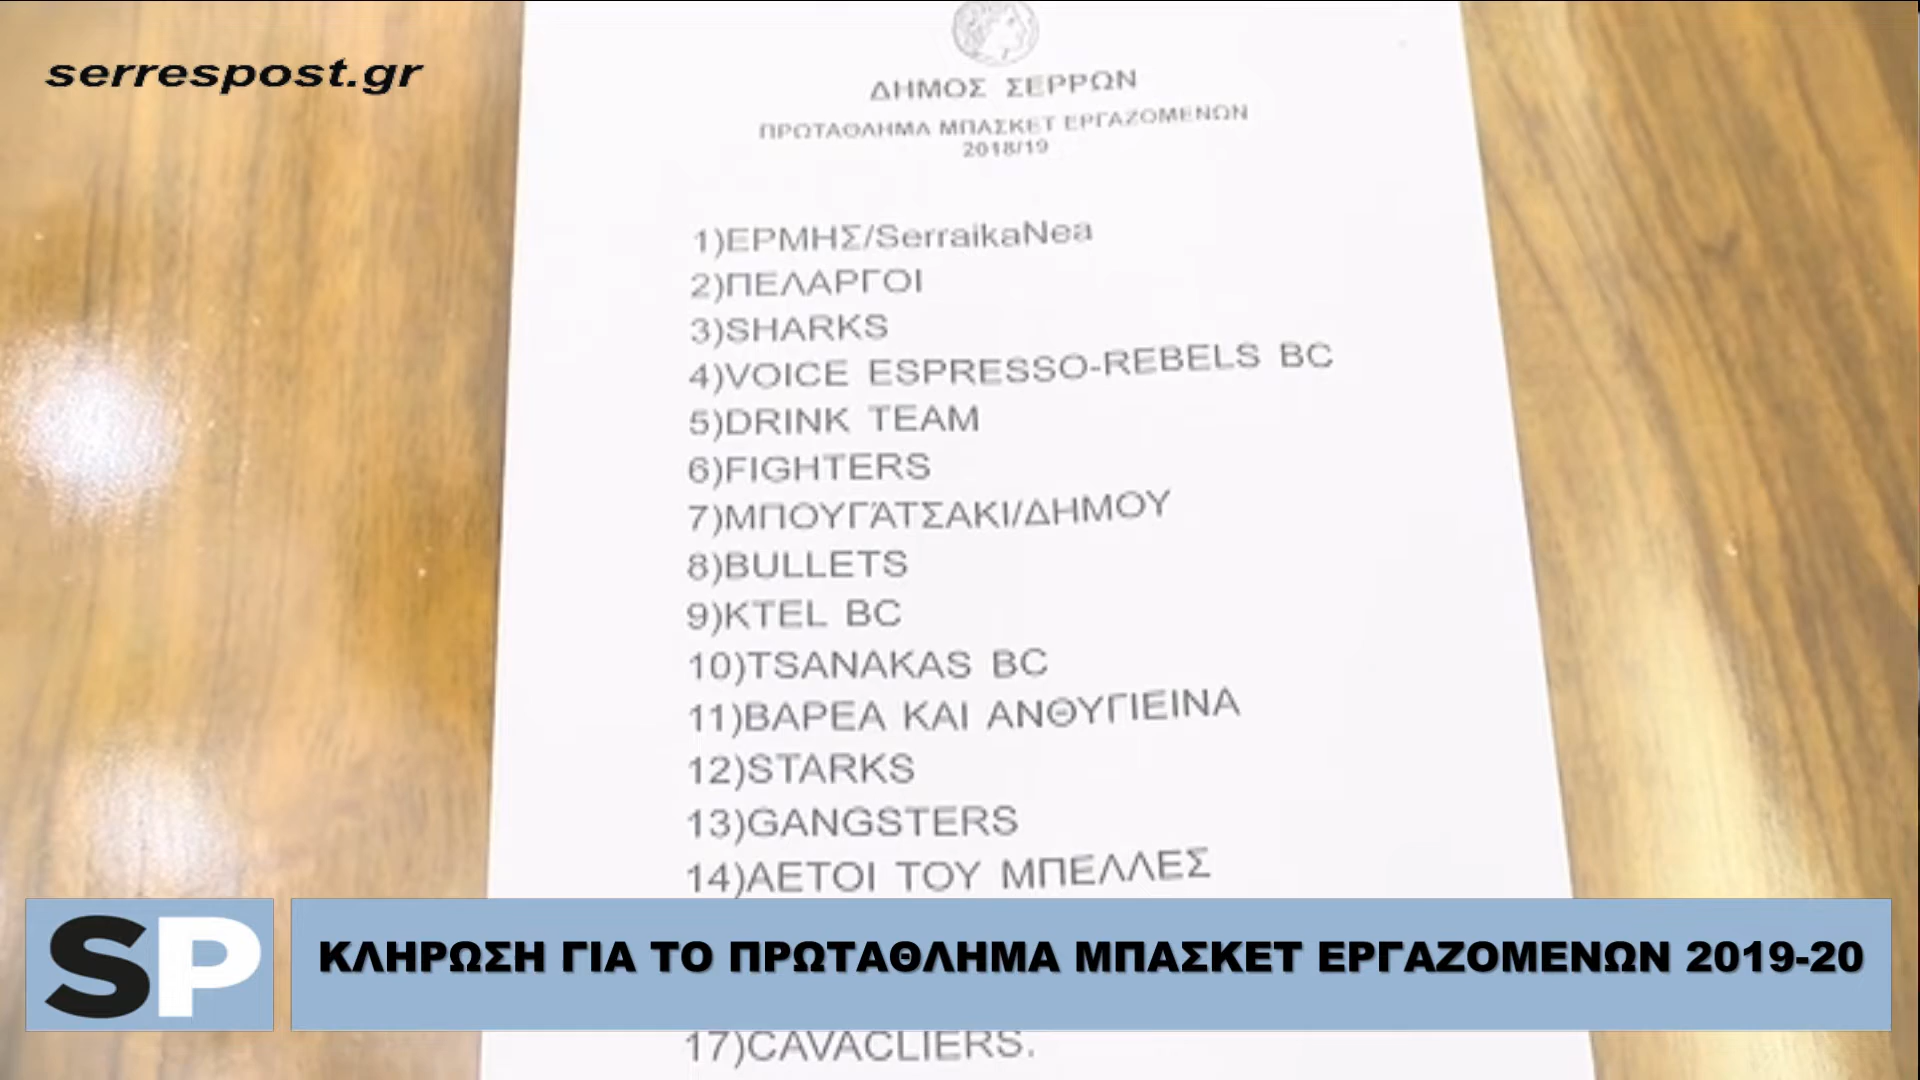 serrespost.gr
ΔΗΜΟΣ ΣΕΡΡΩΝ
ΠΡΩΤΑΘΛΗΜΑ ΜΠΑΣΚΕΤ ΕΡΓΑΖΟΜΕΝΩΝ
2018/19
1)ΕΡΜΗΣ/SerraikaNea
2)ΠΕΛΑΡΓΟΙ
3)SHARKS
4)VOICE ESPRESSO-REBELS BC
5)DRINK TEAM
6)FIGHTERS
7)ΜΠΟΥΓΆΤΣΑΚΙ/ΔΗΜΟΥ
8)BULLETS
9)KTEL BC
10)TSANAKAS BC
11)ΒΑΡΕΑ ΚΑΙ ΑΝΘΥΓΙΕΙΝΑ
12)STARKS
13)GANGSTERS
14)ΑΕΤΟΙ ΤΟΥ ΜΠΕΛΛΕΣ
SP
ΚΛΗΡΩΣΗ ΓΙΑ ΤΟ ΠΡΩΤΑΘΛΗΜΑ ΜΠΑΣΚΕΤ ΕΡΓΑΖΟΜΕΝΩΝ 2019-20
17)CAVACLIERS.